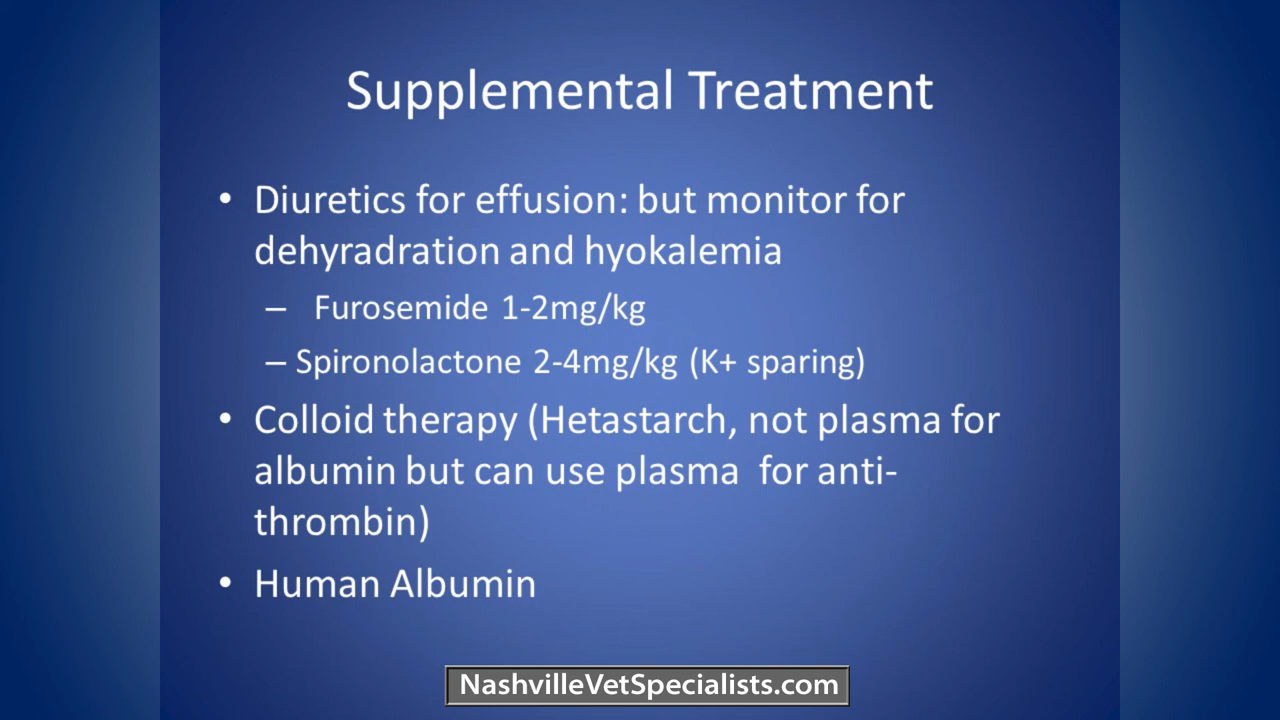 Supplemental Treatment
• Diuretics for effusion: but monitor for
dehyradration and hyokalemia
– Furosemide 1-2mg/kg
– Spironolactone 2-4mg/kg (K+ sparing)
• Colloid therapy (Hetastarch, not plasma for
albumin but can use plasma for anti-
thrombin)
• Human Albumin
NashvilleVetSpecialists.com